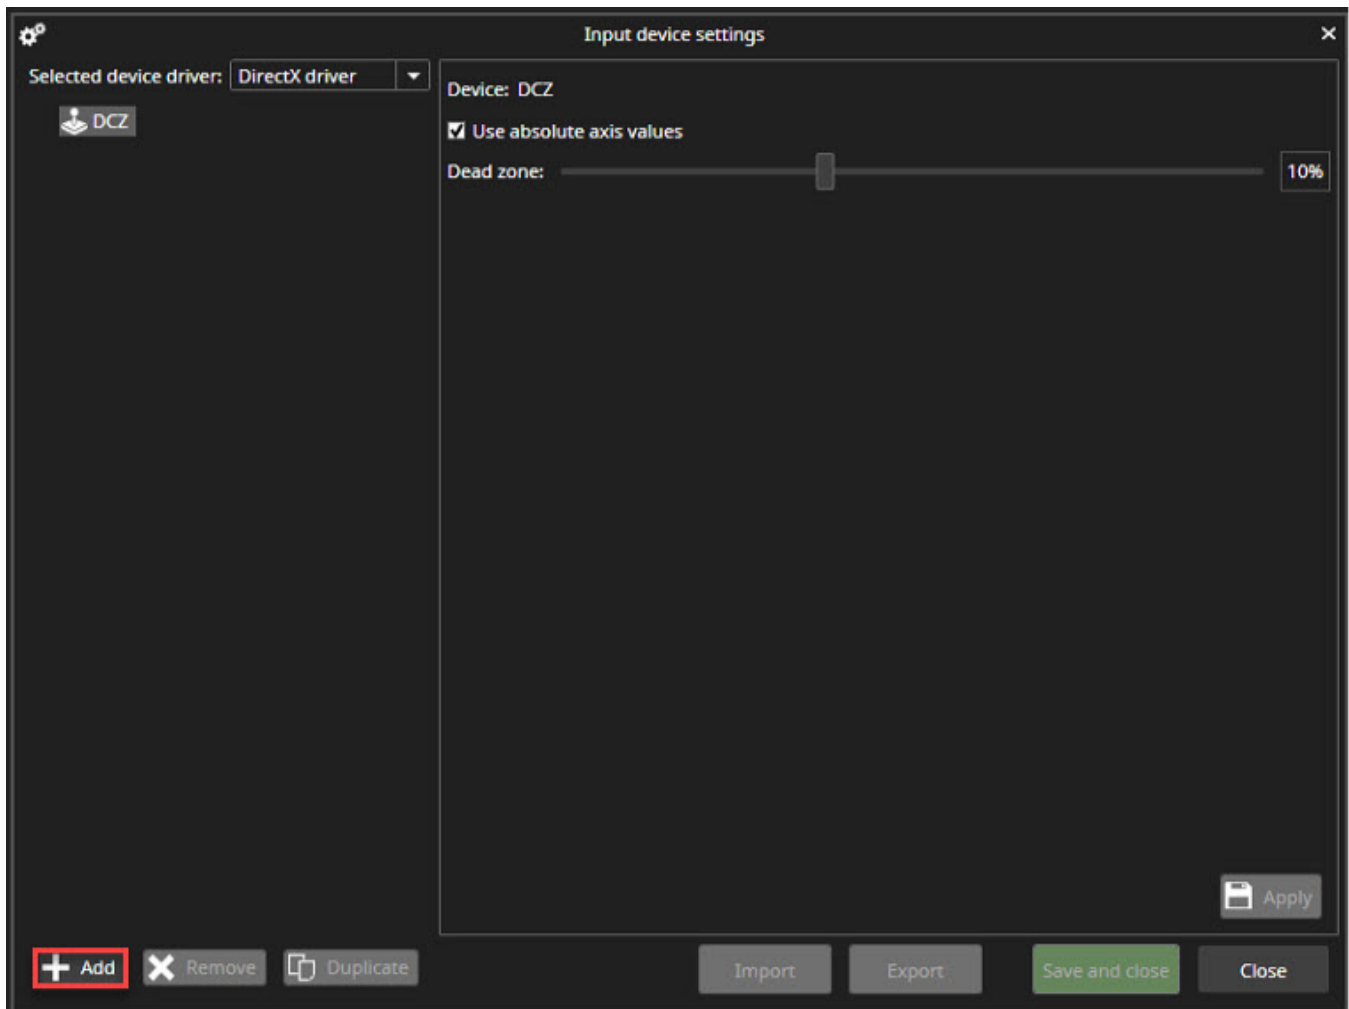 Input device settings
Selected device driver: DirectX driver
DCZ
Device: DCZ
Use absolute axis values
Dead zone: 10%
Apply
Add Remove Duplicate Import Export Save and close Close